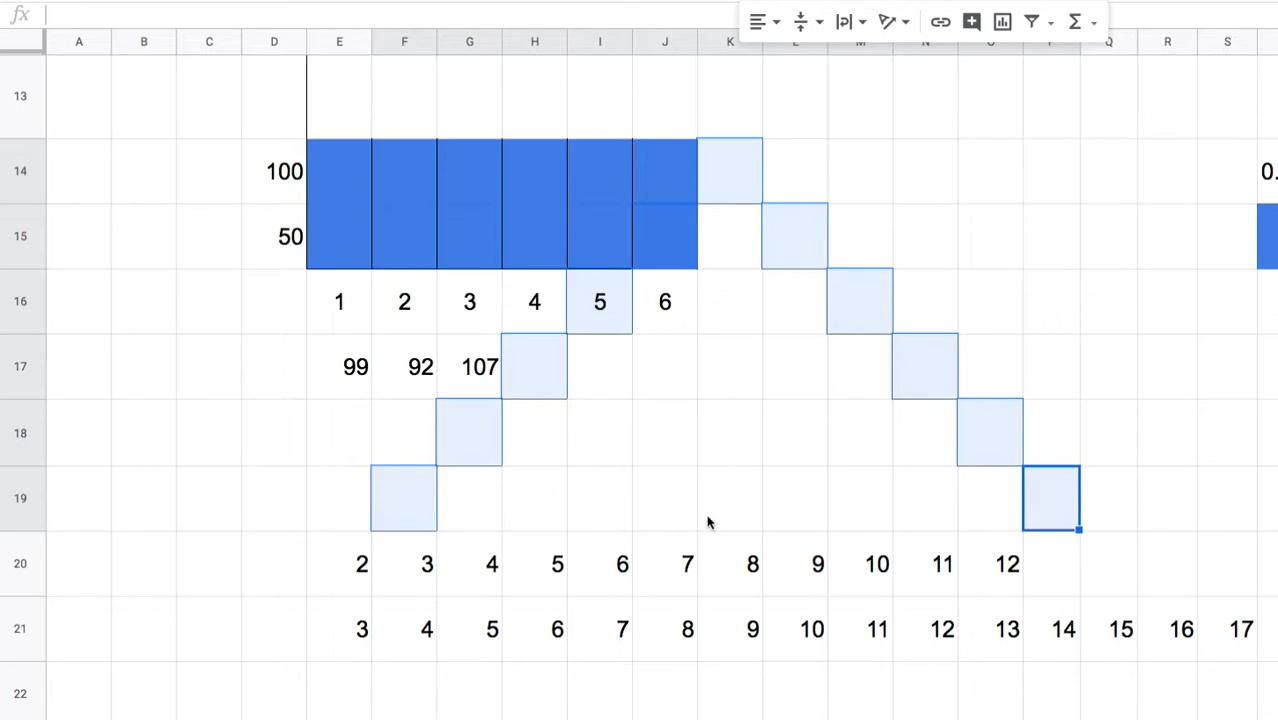 fx
A B C D E F G H I J K L M N O P Q R S
13
14 100 0.
15 50
16 1 2 3 4 5 6
17 99 92 107
18
19
20 2 3 4 5 6 7 8 9 10 11 12
21 3 4 5 6 7 8 9 10 11 12 13 14 15 16 17
22